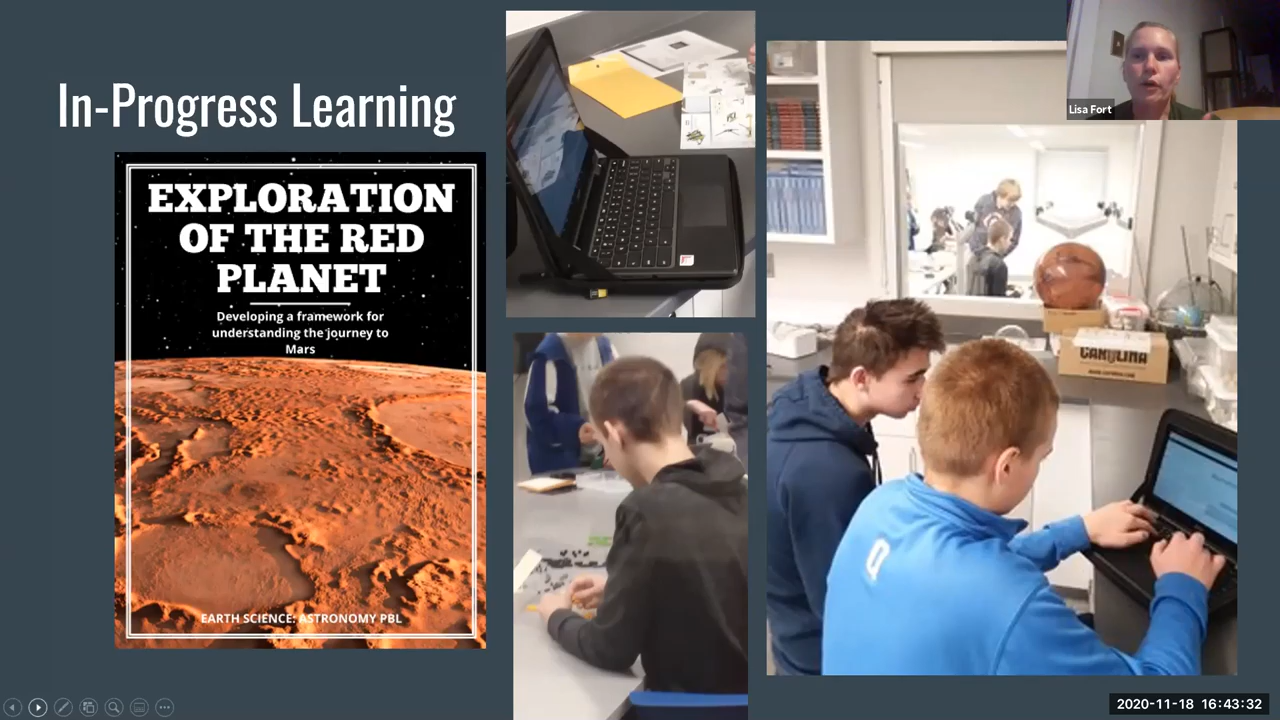 In-Progress Learning
EXPLORATION
OF THE RED
PLANET
Developing a framework for
understanding the journey to
Mars
EARTH SCIENCE: ASTRONOMY PBL
CAROLINA
Lisa Fort
2020-11-18 16:43:32